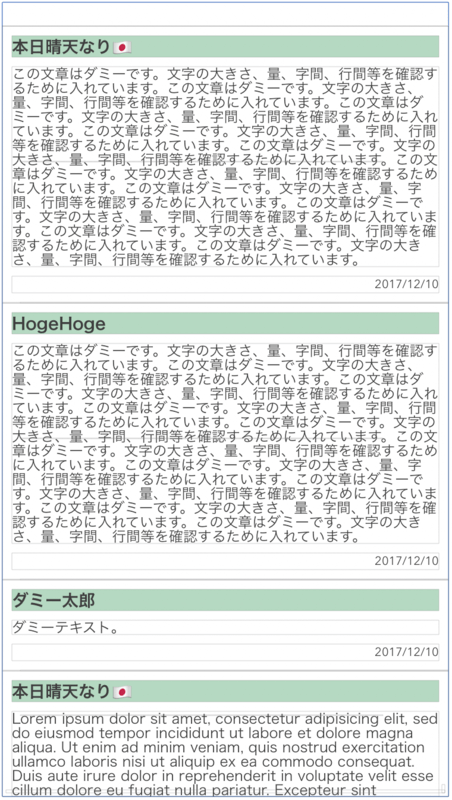 本日晴天なり🇯🇵
この文章はダミーです。文字の大きさ、量、字間、行間等を確認す
るために入れています。この文章はダミーです。文字の大きさ、
量、字間、行間等を確認するために入れています。この文章はダ
ミーです。文字の大きさ、量、字間、行間等を確認するために入れ
ています。この文章はダミーです。文字の大きさ、量、字間、行間
等を確認するために入れています。この文章はダミーです。文字の
大きさ、量、字間、行間等を確認するために入れています。この文
章はダミーです。文字の大きさ、量、字間、行間等を確認するため
に入れています。この文章はダミーです。文字の大きさ、量、字
間、行間等を確認するために入れています。この文章はダミーで
す。文字の大きさ、量、字間、行間等を確認するために入れていま
す。この文章はダミーです。文字の大きさ、量、字間、行間等を確
認するために入れています。この文章はダミーです。文字の大き
さ、量、字間、行間等を確認するために入れています。
2017/12/10
HogeHoge
この文章はダミーです。文字の大きさ、量、字間、行間等を確認す
るために入れています。この文章はダミーです。文字の大きさ、
量、字間、行間等を確認するために入れています。この文章はダ
ミーです。文字の大きさ、量、字間、行間等を確認するために入れ
ています。この文章はダミーです。文字の大きさ、量、字間、行間
等を確認するために入れています。この文章はダミーです。文字の
大きさ、量、字間、行間等を確認するために入れています。この文
章はダミーです。文字の大きさ、量、字間、行間等を確認するため
に入れています。この文章はダミーです。文字の大きさ、量、字
間、行間等を確認するために入れています。この文章はダミーで
す。文字の大きさ、量、字間、行間等を確認するために入れていま
す。この文章はダミーです。文字の大きさ、量、字間、行間等を確
認するために入れています。この文章はダミーです。文字の大き
さ、量、字間、行間等を確認するために入れています。
2017/12/10
ダミー太郎
ダミーテキスト。
2017/12/10
本日晴天なり🇯🇵
Lorem ipsum dolor sit amet, consectetur adipisicing elit, sed
do eiusmod tempor incididunt ut labore et dolore magna
aliqua. Ut enim ad minim veniam, quis nostrud exercitation
ullamco laboris nisi ut aliquip ex ea commodo consequat.
Duis aute irure dolor in reprehenderit in voluptate velit esse
cillum dolore eu fugiat nulla pariatur. Excepteur sint